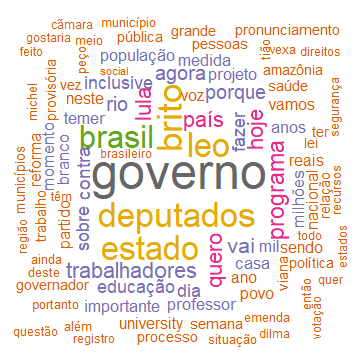 cãmara
município
gostaria
meio
pública
grande
pronunciamento
feito
peço
população
pessoas
tião
vexa
direitos
social
medida
amazônia
provisória
vez
inclusive
agora
projeto
saúde
segurança
michel
neste
rio
lula
voz
porque
vamos
temer
brito
país
fazer
hoje
anos
ter
brasil
leo
lei
reforma
momento
branco
contra
brasileiro
reais
municípios
trabalho
partidos
sobre
governo
programa
milhões
nacional
relação
recursos
região
têm
deputados
todo
estados
estado
quero
vai
mil
sendo
ainda
trabalhadores
casa
viana
política
deste
governador
educação
dia
ano
povo
então
quer
portanto
importante
professor
votação
questão
além
university
semana
emenda
registro
processo
situação
dilma